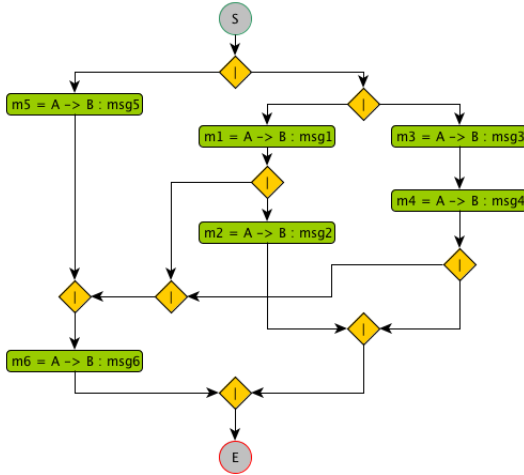 S
|
m5 = A -> B : msg5
|
m1 = A -> B : msg1
m3 = A -> B : msg3
|
m4 = A -> B : msg4
m2 = A -> B : msg2
|
|
|
|
m6 = A -> B : msg6
|
E